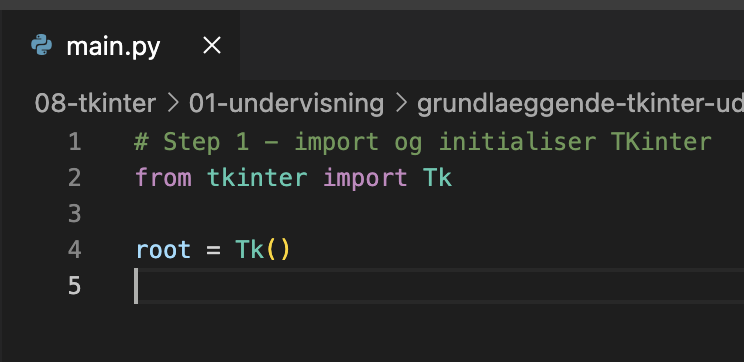 main.py
08-tkinter > 01-undervisning > grundlaeggende-tkinter-ud
1 # Step 1 - import og initialiser TKinter
2 from tkinter import Tk
3
4 root = Tk()
5